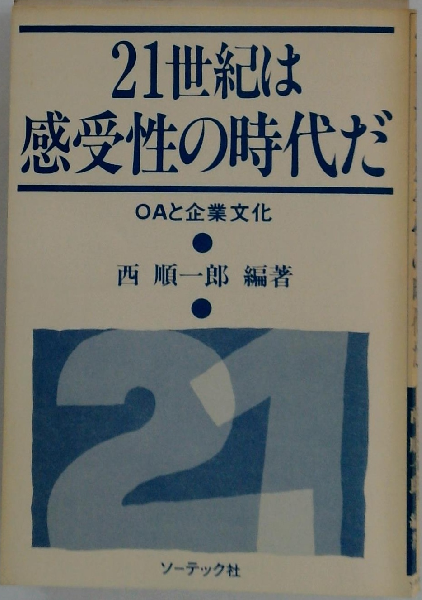 21世紀は
感受性の時代だ
OAと企業文化
西 順一郎 編著
21
ソーテック社